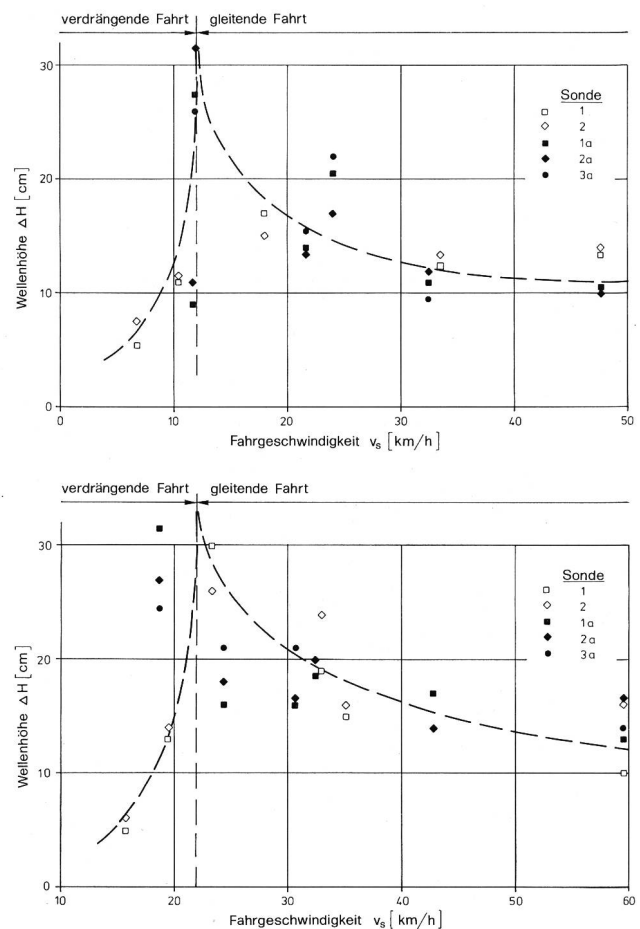 verdrängende Fahrt gleitende Fahrt
30
20
10
0
Wellenhöhe ΔH [cm]
Sonde
1
2
1a
2a
3a
0 10 20 30 40 50
Fahrgeschwindigkeit vs [km/h]
verdrängende Fahrt gleitende Fahrt
30
20
10
0
Wellenhöhe ΔH [cm]
Sonde
1
2
1a
2a
3a
10 20 30 40 50 60
Fahrgeschwindigkeit vs [km/h]